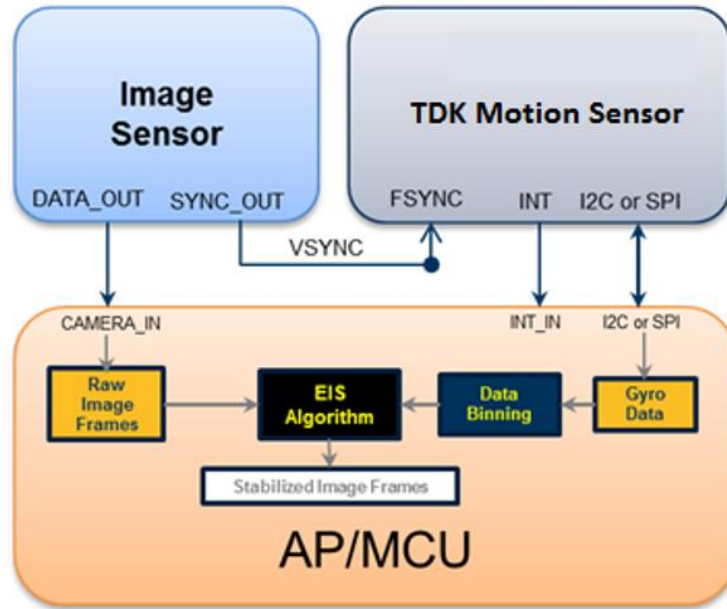 Image
Sensor
TDK Motion Sensor
DATA_OUT
SYNC_OUT
FSYNC
INT
I2C or SPI
VSYNC
CAMERA_IN
INT_IN
I2C or SPI
Raw
Image
Frames
EIS
Algorithm
Data
Binning
Gyro
Data
Stabilized Image Frames
AP/MCU